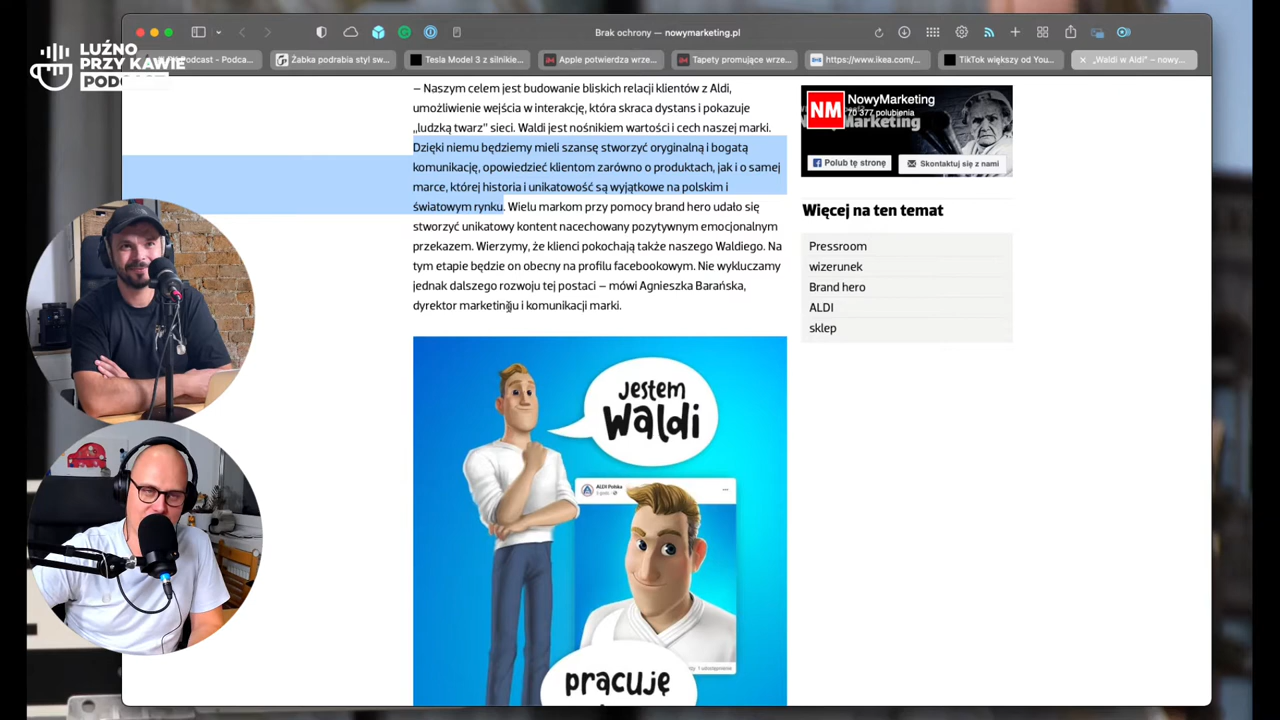 Brak ochrony — nowymarketing.pl
LUŹNO
PRZY KAWIE
PODCAST
Podcast - Podca...
Żabka podrabia styl sw...
Tesla Model 3 z silnikie...
Apple potwierdza wrze...
Tapety promujące wrze...
https://www.ikea.com/...
TikTok większy od You...
„Waldi w Aldi” – nowy...
– Naszym celem jest budowanie bliskich relacji klientów z Aldi,
umożliwienie wejścia w interakcję, która skraca dystans i pokazuje
„ludzką twarz” sieci. Waldi jest nośnikiem wartości i cech naszej marki.
Dzięki niemu będziemy mieli szansę stworzyć oryginalną i bogatą
komunikację, opowiedzieć klientom zarówno o produktach, jak i o samej
marce, której historia i unikatowość są wyjątkowe na polskim i
światowym rynku. Wielu markom przy pomocy brand hero udało się
stworzyć unikatowy kontent nacechowany pozytywnym emocjonalnym
przekazem. Wierzymy, że klienci pokochają także naszego Waldiego. Na
tym etapie będzie on obecny na profilu facebookowym. Nie wykluczamy
jednak dalszego rozwoju tej postaci – mówi Agnieszka Barańska,
dyrektor marketingu i komunikacji marki.
NM
NowyMarketing
70 377 polubienia
NowyMarketing
Polub tę stronę
Skontaktuj się z nami
Więcej na ten temat
Pressroom
wizerunek
Brand hero
ALDI
sklep
Jestem
Waldi
ALDI Polska
pracuję